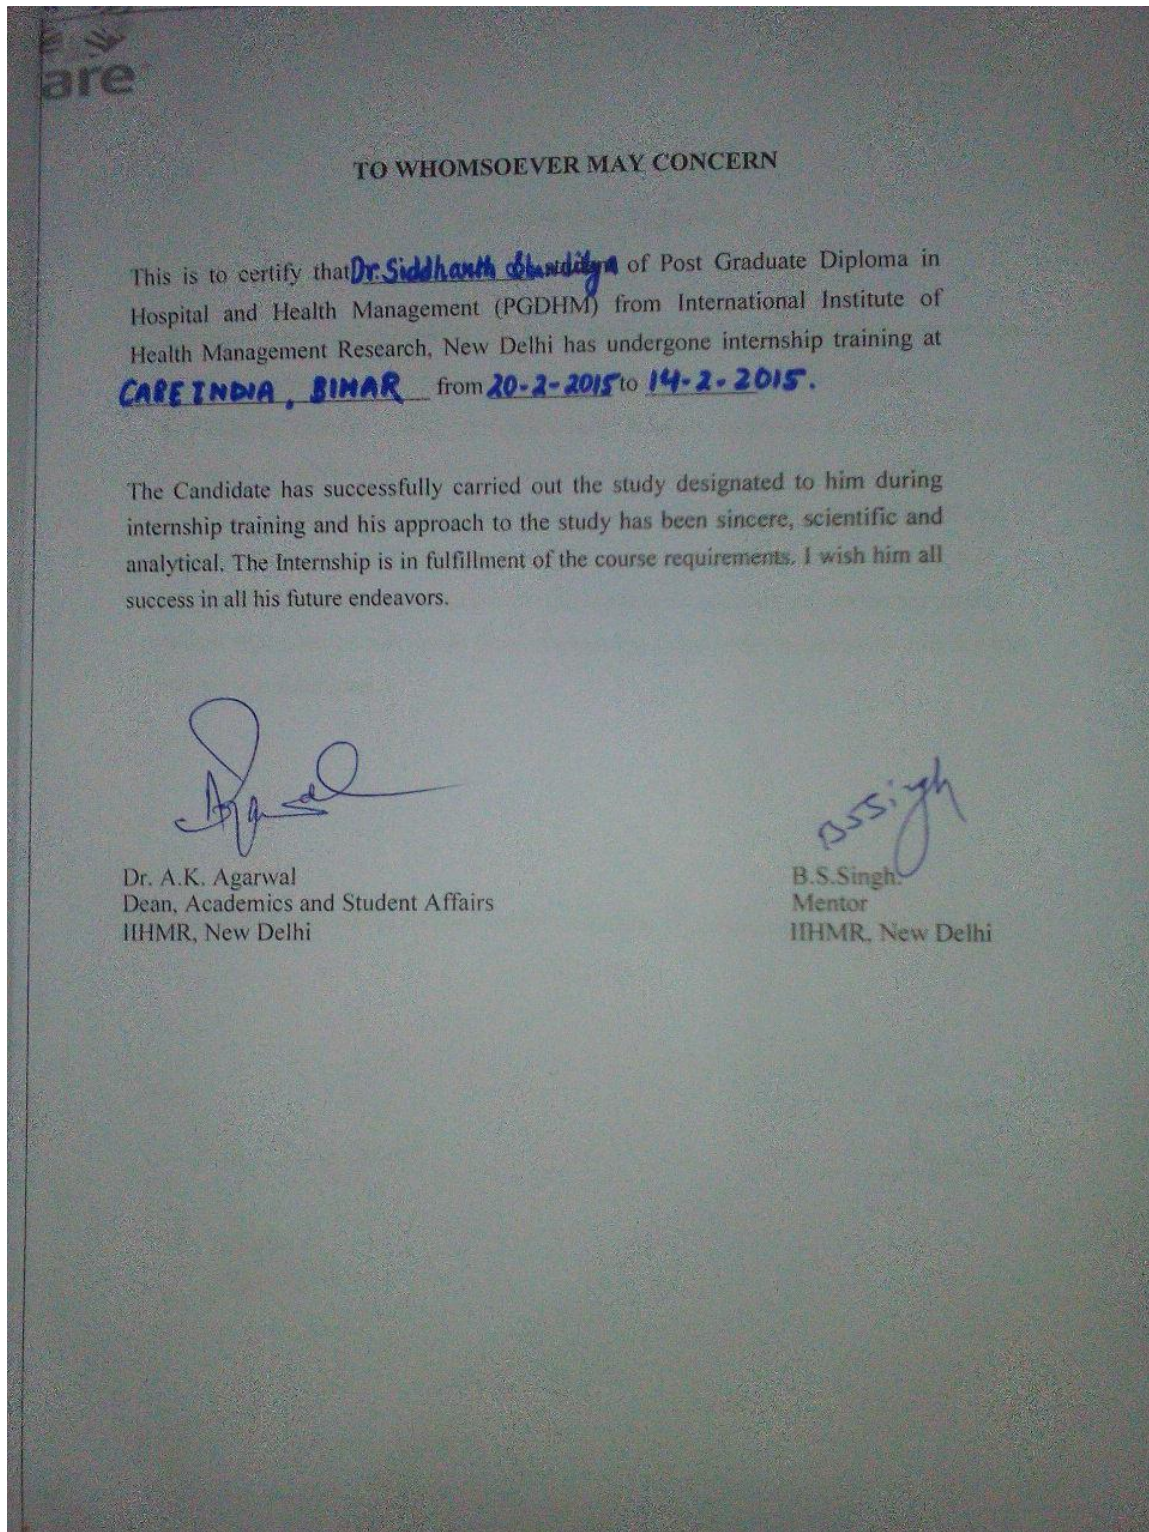 are
TO WHOMSOEVER MAY CONCERN
This is to certify that Dr. Siddhanth of Post Graduate Diploma in
Hospital and Health Management (PGDHM) from International Institute of
Health Management Research, New Delhi has undergone internship training at
CARE INDIA, BIHAR from 20-2-2015 to 14-2-2015.
The Candidate has successfully carried out the study designated to him during
internship training and his approach to the study has been sincere, scientific and
analytical. The Internship is in fulfillment of the course requirements. I wish him all
success in all his future endeavors.
BSSingh
Dr. A.K. Agarwal
Dean, Academics and Student Affairs
IIHMR, New Delhi
B.S.Singh.
Mentor
IIHMR, New Delhi